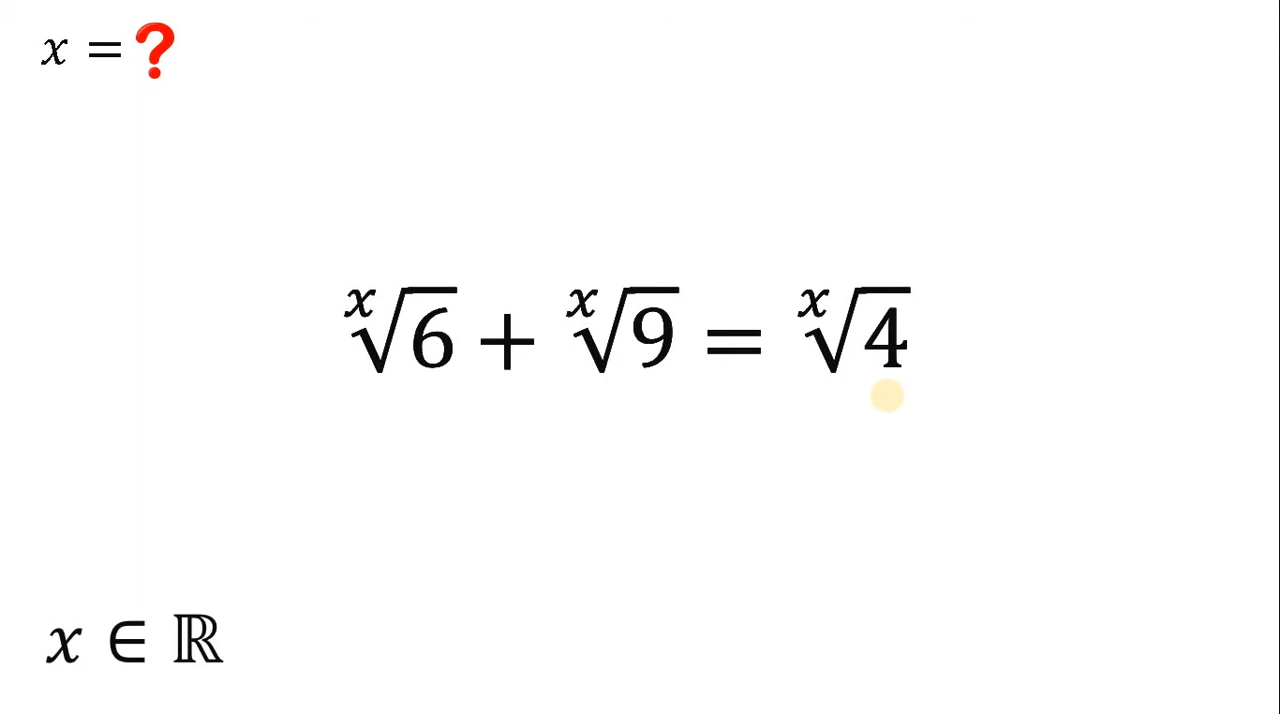 x = ❓
ˣ√6 + ˣ√9 = ˣ√4
x ∈ ℝ